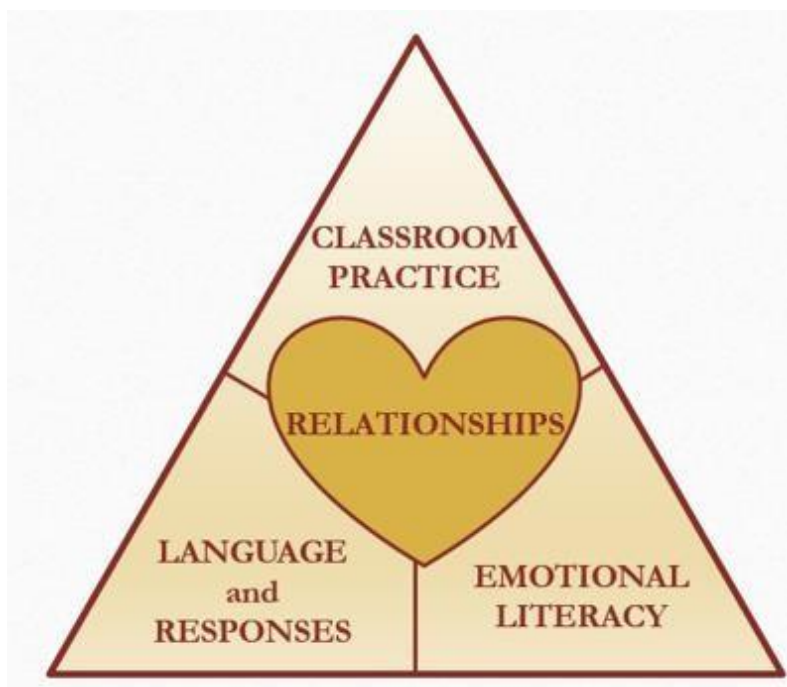 CLASSROOM
PRACTICE
RELATIONSHIPS
LANGUAGE
and
RESPONSES
EMOTIONAL
LITERACY